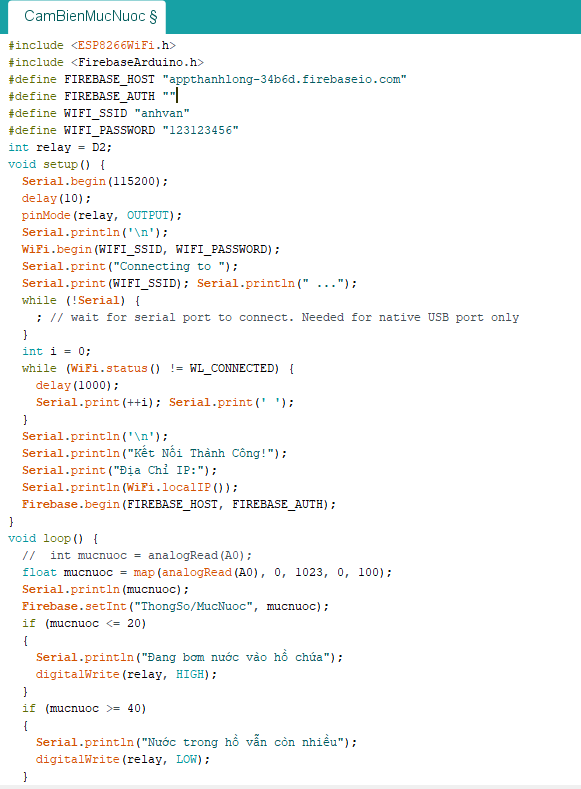 CamBienMucNuoc §
#include <ESP8266WiFi.h>
#include <FirebaseArduino.h>
#define FIREBASE_HOST "appthanhlong-34b6d.firebaseio.com"
#define FIREBASE_AUTH ""
#define WIFI_SSID "anhvan"
#define WIFI_PASSWORD "123123456"
int relay = D2;
void setup() {
  Serial.begin(115200);
  delay(10);
  pinMode(relay, OUTPUT);
  Serial.println('\n');
  WiFi.begin(WIFI_SSID, WIFI_PASSWORD);
  Serial.print("Connecting to ");
  Serial.print(WIFI_SSID); Serial.println(" ...");
  while (!Serial) {
    ; // wait for serial port to connect. Needed for native USB port only
  }
  int i = 0;
  while (WiFi.status() != WL_CONNECTED) {
    delay(1000);
    Serial.print(++i); Serial.print(' ');
  }
  Serial.println('\n');
  Serial.println("Kết Nối Thành Công!");
  Serial.print("Địa Chỉ IP:");
  Serial.println(WiFi.localIP());
  Firebase.begin(FIREBASE_HOST, FIREBASE_AUTH);
}
void loop() {
  //  int mucnuoc = analogRead(A0);
  float mucnuoc = map(analogRead(A0), 0, 1023, 0, 100);
  Serial.println(mucnuoc);
  Firebase.setInt("ThongSo/MucNuoc", mucnuoc);
  if (mucnuoc <= 20)
  {
    Serial.println("Đang bơm nước vào hồ chứa");
    digitalWrite(relay, HIGH);
  }
  if (mucnuoc >= 40)
  {
    Serial.println("Nước trong hồ vẫn còn nhiều");
    digitalWrite(relay, LOW);
  }